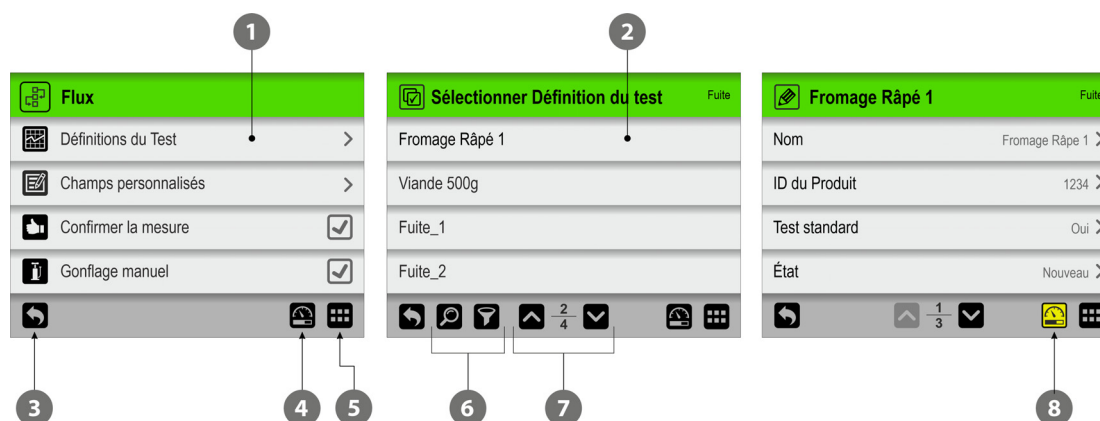 1
2
Flux
Définitions du Test
Champs personnalisés
Confirmer la mesure
Gonflage manuel
Sélectionner Définition du test
Fuite
Fromage Râpé 1
Viande 500g
Fuite_1
Fuite_2
2
4
Fromage Râpé 1
Fuite
Nom
Fromage Râpe 1
ID du Produit
1234
Test standard
Oui
État
Nouveau
1
3
3
4
5
6
7
8